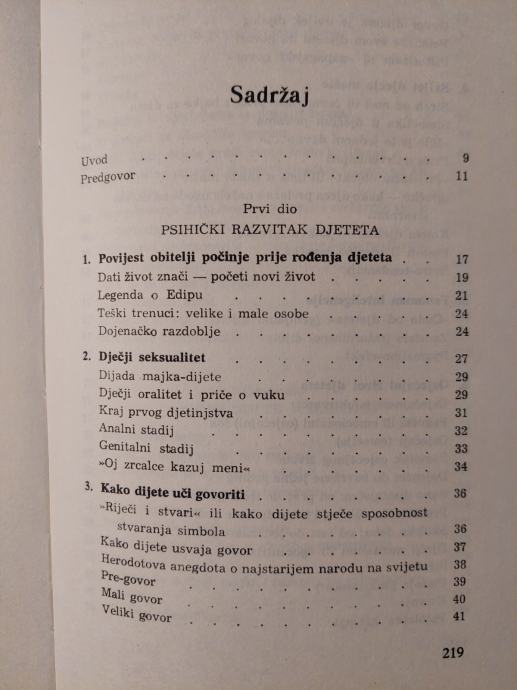 Sadržaj
Uvod . . . . . . . . . . . . . 9
Predgovor . . . . . . . . . . . . 11
Prvi dio
PSIHIČKI RAZVITAK DJETETA
1. Povijest obitelji počinje prije rođenja djeteta . . . 17
Dati život znači — početi novi život . . . . . 19
Legenda o Edipu . . . . . . . . . 21
Teški trenuci: velike i male osobe . . . . . 24
Dojenačko razdoblje . . . . . . . . . 24
2. Dječji seksualitet . . . . . . . . . 27
Dijada majka-dijete . . . . . . . . 29
Dječji oralitet i priče o vuku . . . . . . 29
Kraj prvog djetinjstva . . . . . . . . 31
Analni stadij . . . . . . . . . . 32
Genitalni stadij . . . . . . . . . 33
»Oj zrcalce kazuj meni« . . . . . . . 34
3. Kako dijete uči govoriti . . . . . . . . 36
»Riječi i stvari« ili kako dijete stječe sposobnost
stvaranja simbola . . . . . . . . 36
Kako dijete usvaja govor . . . . . . . 37
Herodotova anegdota o najstarijem narodu na svijetu 38
Pre-govor . . . . . . . . . . 39
Mali govor . . . . . . . . . . 40
Veliki govor . . . . . . . . . . 41
219